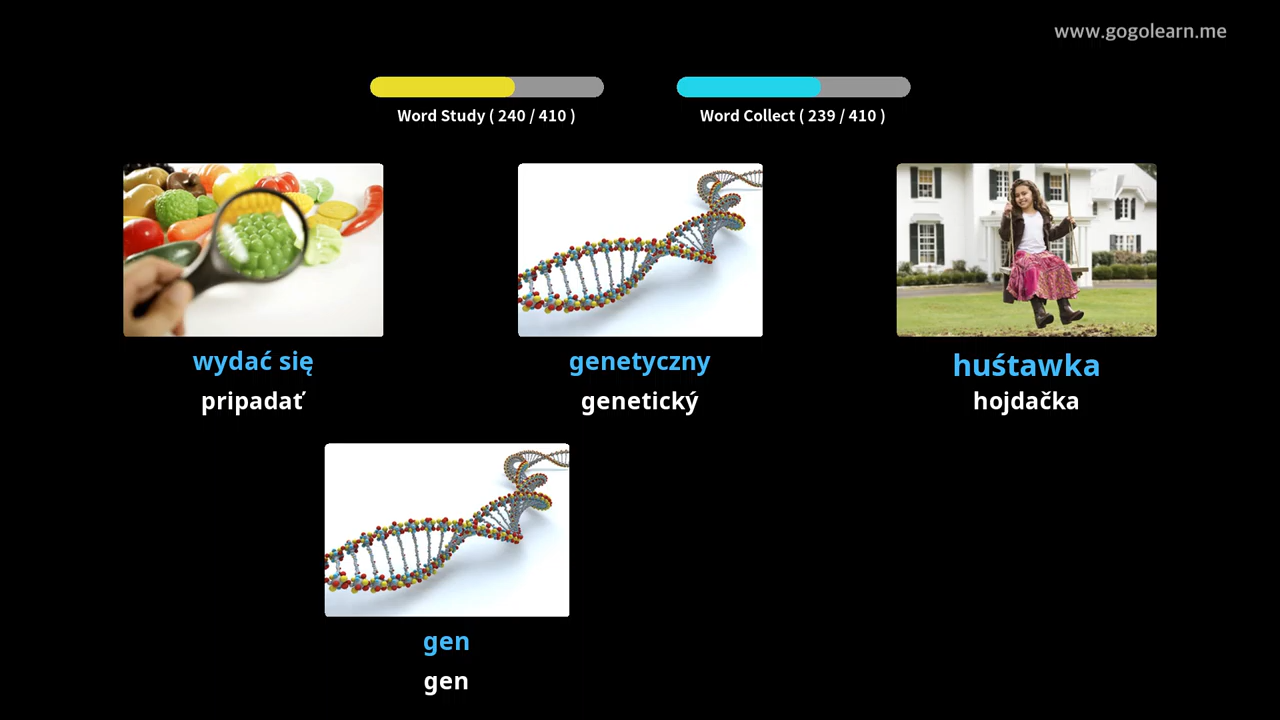 www.gogolearn.me
Word Study ( 240 / 410 )
Word Collect ( 239 / 410 )
wydać się
genetyczny
huśtawka
pripadať
genetický
hojdačka
gen
gen